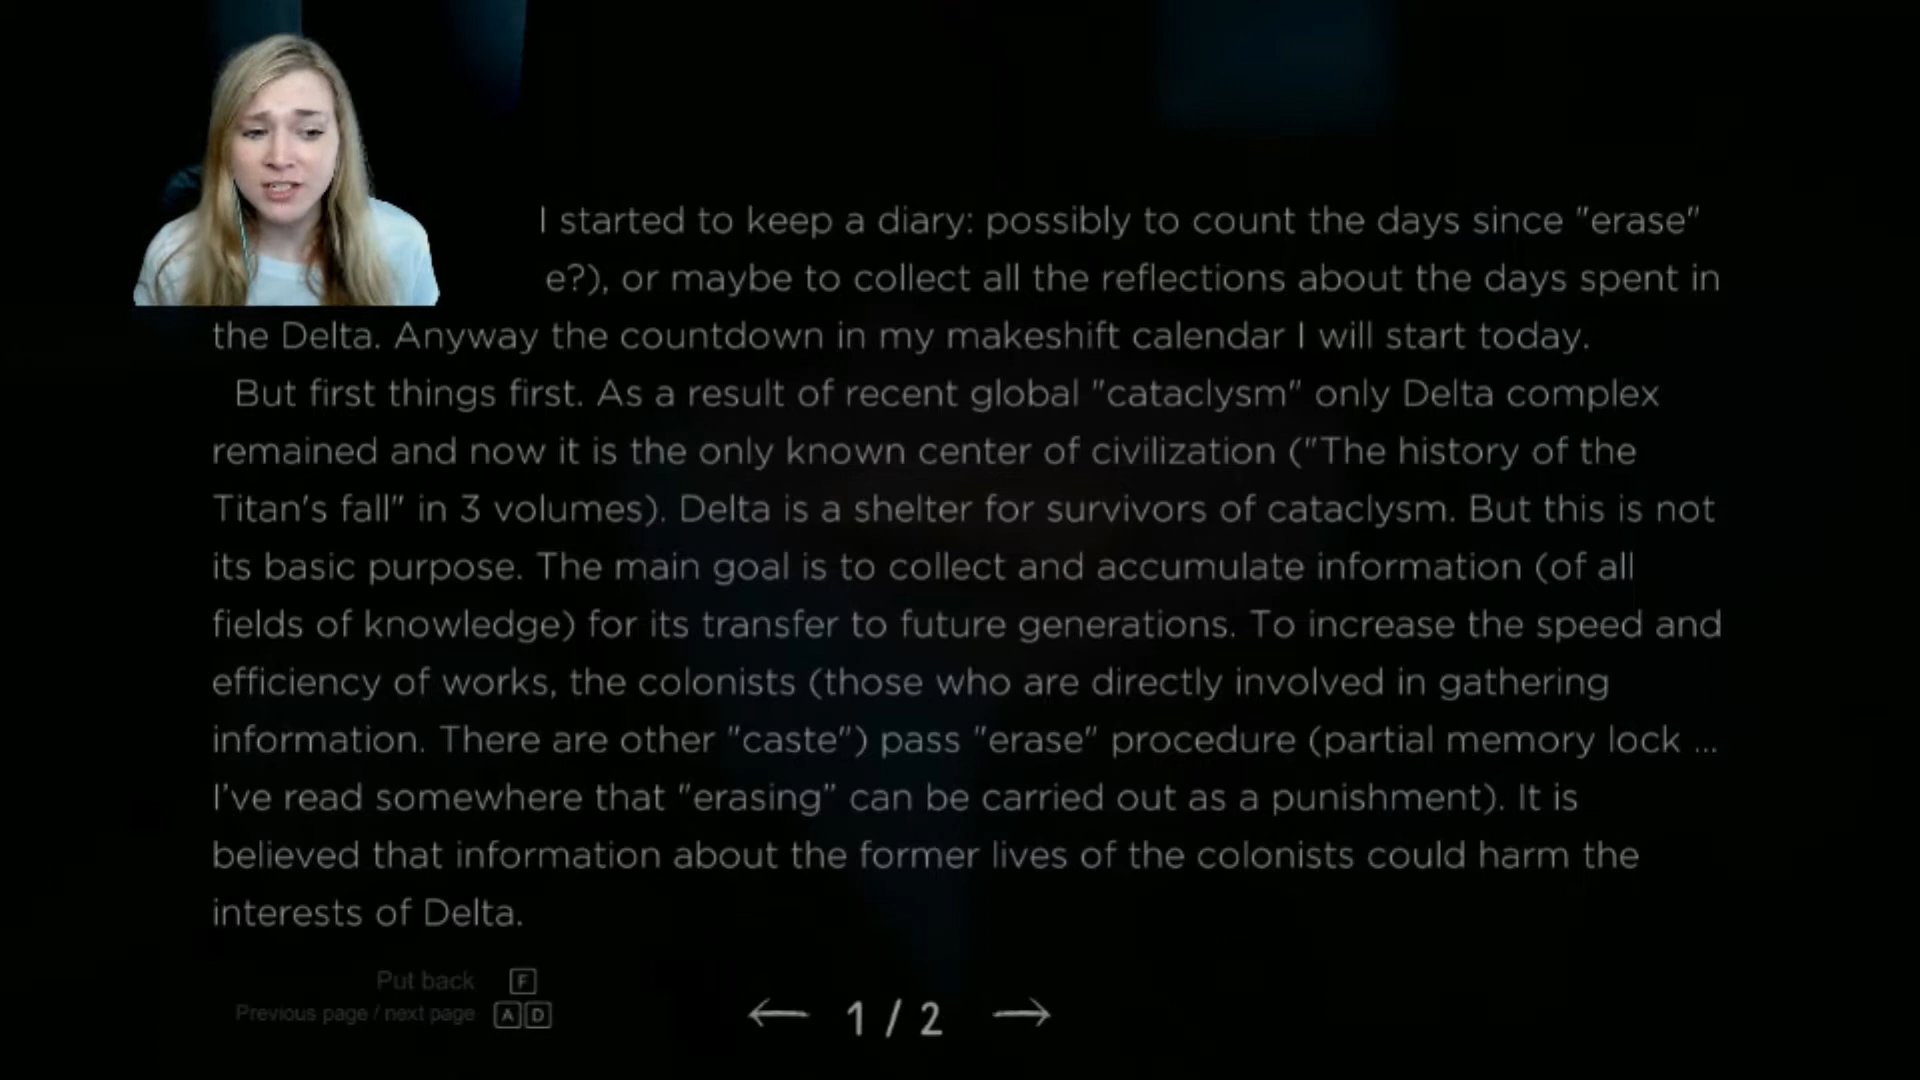 I started to keep a diary: possibly to count the days since "erase"
e?), or maybe to collect all the reflections about the days spent in
the Delta. Anyway the countdown in my makeshift calendar I will start today.
But first things first. As a result of recent global "cataclysm" only Delta complex
remained and now it is the only known center of civilization ("The history of the
Titan's fall" in 3 volumes). Delta is a shelter for survivors of cataclysm. But this is not
its basic purpose. The main goal is to collect and accumulate information (of all
fields of knowledge) for its transfer to future generations. To increase the speed and
efficiency of works, the colonists (those who are directly involved in gathering
information. There are other "caste") pass "erase" procedure (partial memory lock ...
I've read somewhere that "erasing" can be carried out as a punishment). It is
believed that information about the former lives of the colonists could harm the
interests of Delta.
Put back F
Previous page / next page A D
← 1 / 2 →